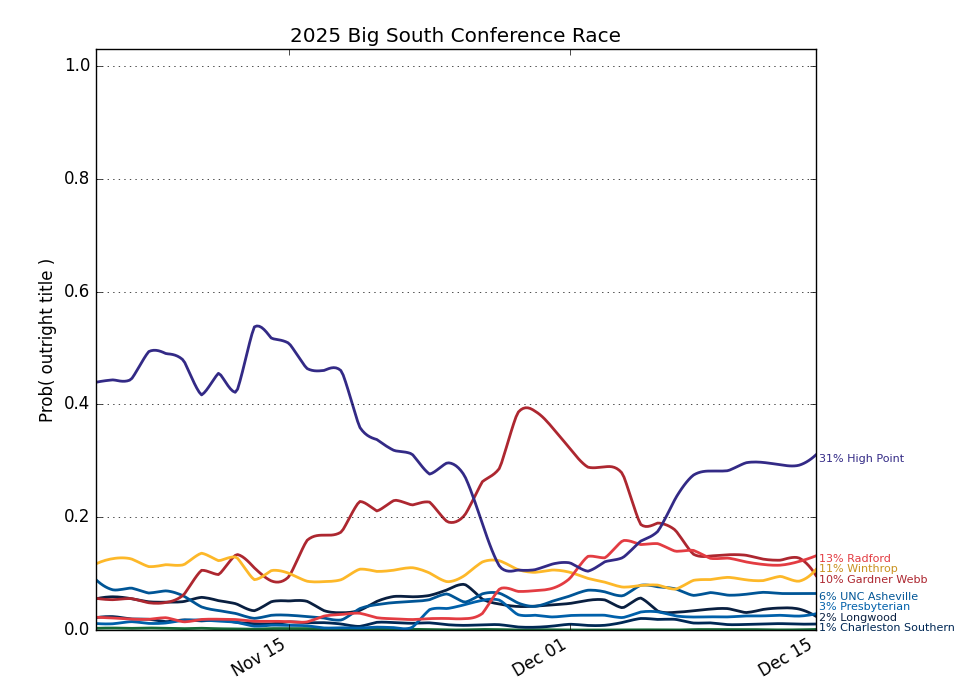 2025 Big South Conference Race
1.0
0.8
0.6
0.4
0.2
0.0
Prob( outright title )
31% High Point
13% Radford
11% Winthrop
10% Gardner Webb
6% UNC Asheville
3% Presbyterian
2% Longwood
1% Charleston Southern
Nov 15
Dec 01
Dec 15